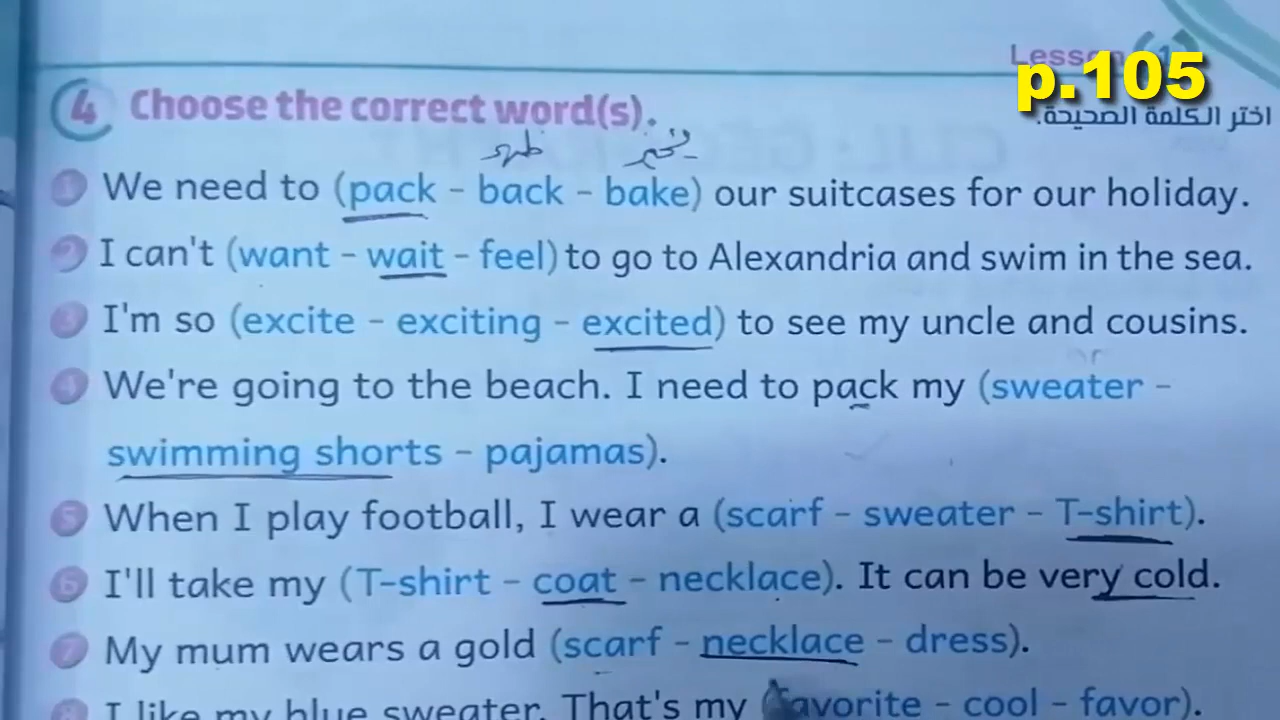 Lesson 1
p.105
4 Choose the correct word(s).
اختر الكلمة الصحيحة.
ظهر
1 We need to (pack - back - bake) our suitcases for our holiday.
2 I can't (want - wait - feel) to go to Alexandria and swim in the sea.
3 I'm so (excite - exciting - excited) to see my uncle and cousins.
4 We're going to the beach. I need to pack my (sweater -
swimming shorts - pajamas).
5 When I play football, I wear a (scarf - sweater - T-shirt).
6 I'll take my (T-shirt - coat - necklace). It can be very cold.
7 My mum wears a gold (scarf - necklace - dress).
8 I like my blue sweater. That's my (favorite - cool - favor).